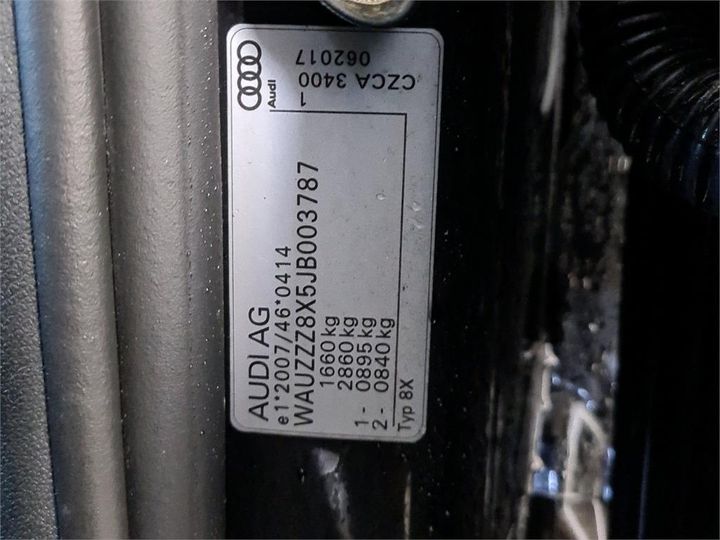 AUDI AG
e1*2007/46*0414
WAUZZZ8X5JB003787
1660 kg
2860 kg
1 - 0895 kg
2 - 0840 kg
Typ 8X
Audi
1
CZCA 3400
062017